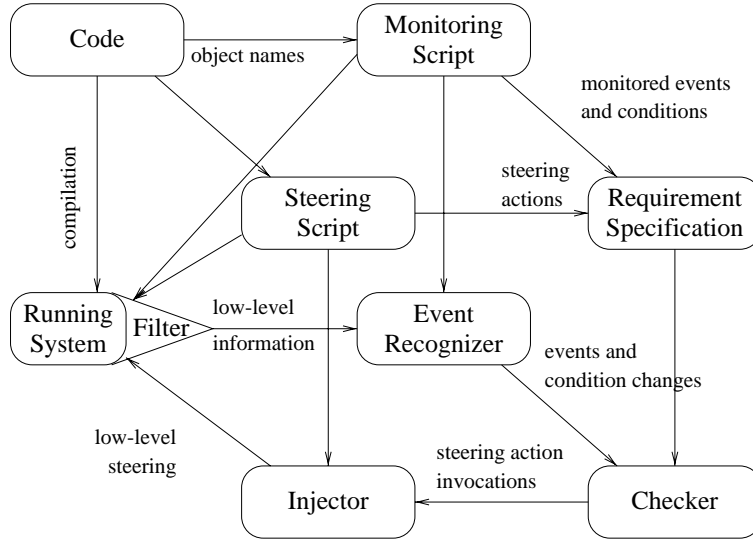 Code
object names
Monitoring
Script
monitored events
and conditions
compilation
Steering
Script
steering
actions
Requirement
Specification
Running
System
Filter
low-level
information
Event
Recognizer
events and
condition changes
low-level
steering
Injector
steering action
invocations
Checker